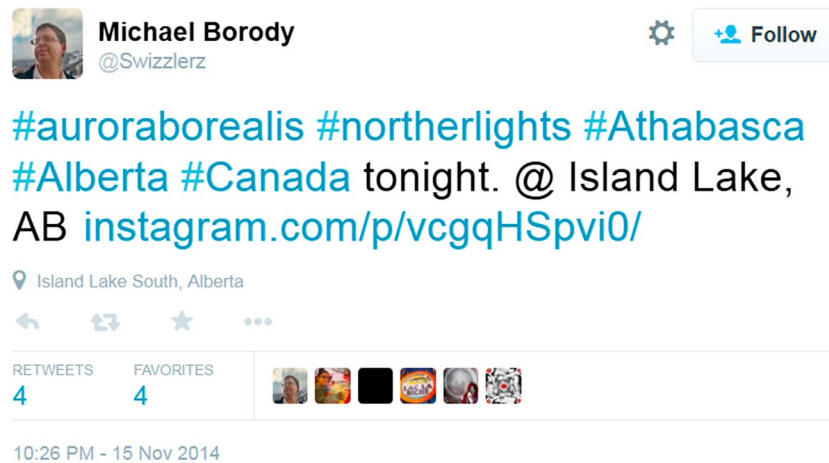 Michael Borody
@Swizzlerz
Follow
#auroraborealis #northerlights #Athabasca
#Alberta #Canada tonight. @ Island Lake,
AB instagram.com/p/vcgqHSpvi0/
Island Lake South, Alberta
RETWEETS FAVORITES
4 4
10:26 PM - 15 Nov 2014